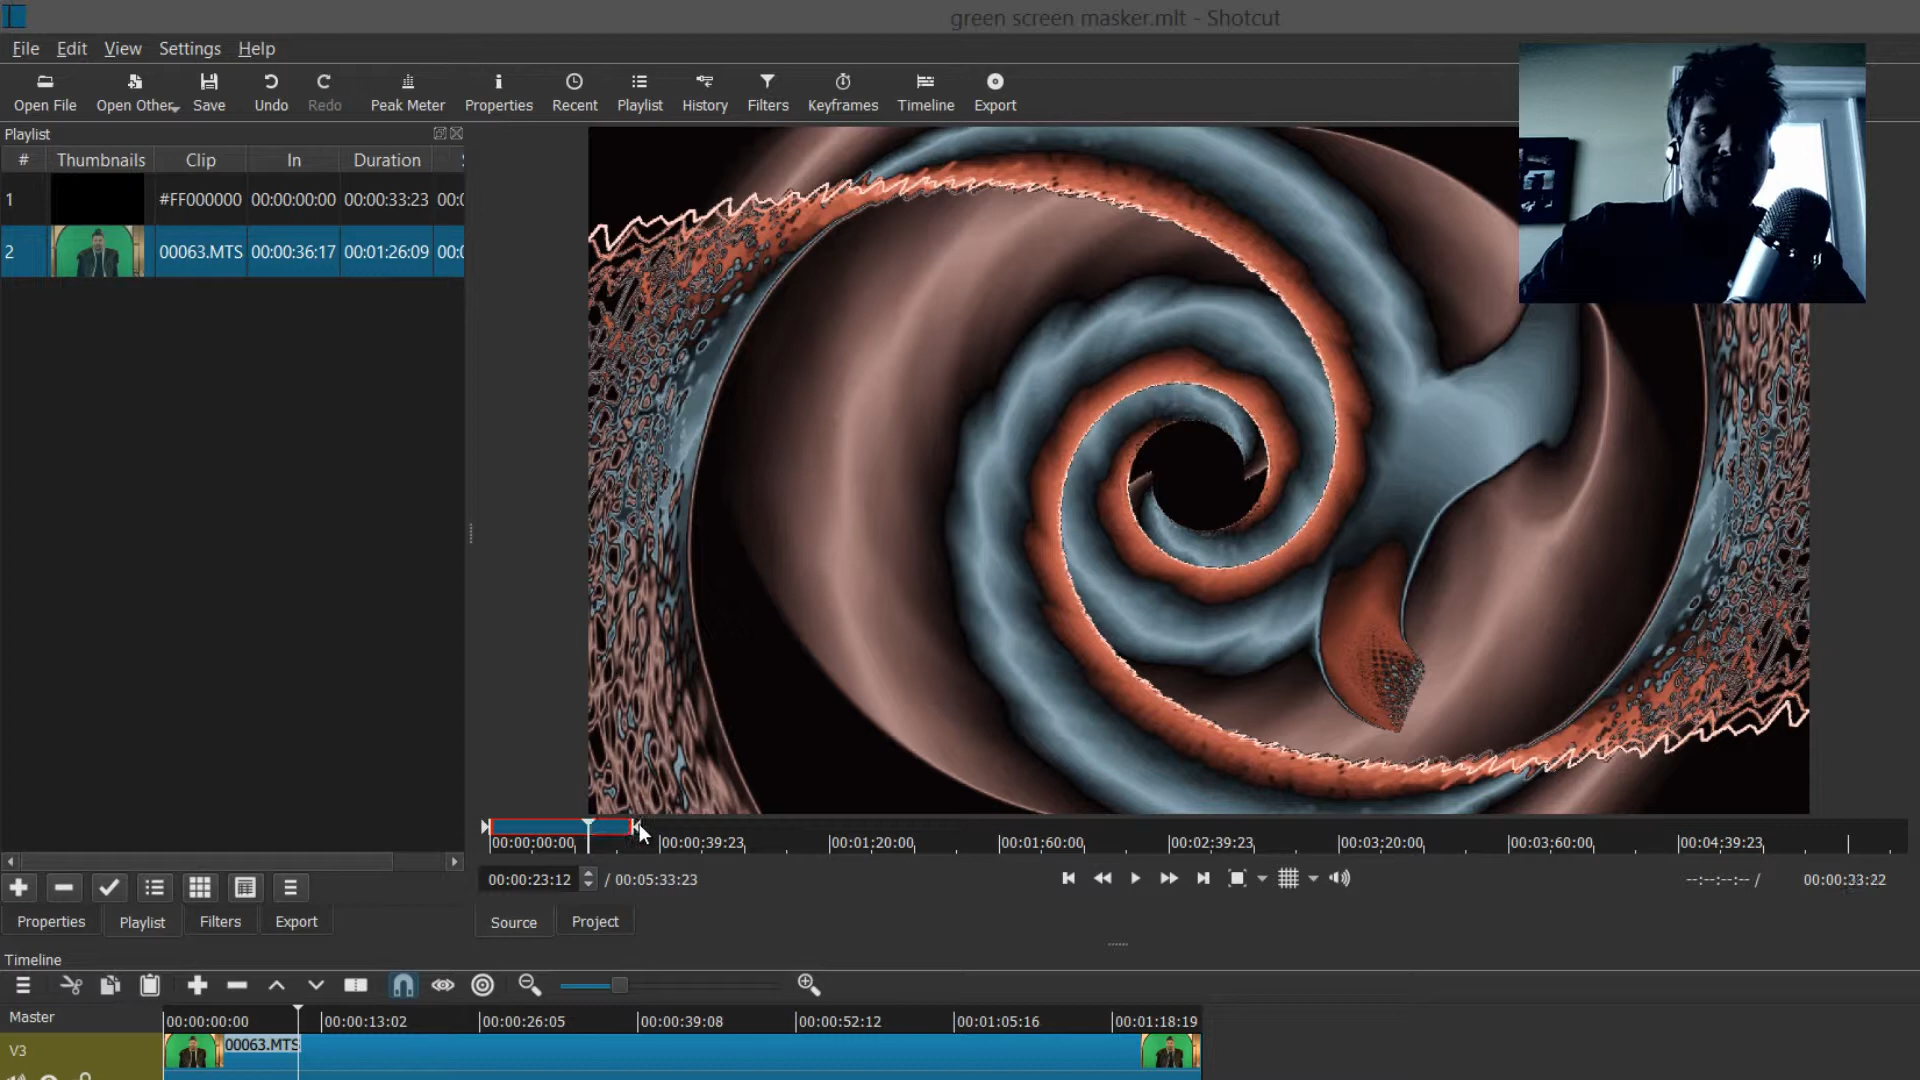 green screen masker.mlt - Shotcut
File Edit View Settings Help
Open File Open Other Save Undo Redo Peak Meter Properties Recent Playlist History Filters Keyframes Timeline Export
Playlist
# Thumbnails Clip In Duration
1 #FF000000 00:00:00:00 00:00:33:23 00:
2 00063.MTS 00:00:36:17 00:01:26:09 00:
00:00:00:00 00:00:39:23 00:01:20:00 00:01:60:00 00:02:39:23 00:03:20:00 00:03:60:00 00:04:39:23
00:00:23:12 / 00:05:33:23 --:--:--:-- / 00:00:33:22
Properties Playlist Filters Export
Source Project
Timeline
Master 00:00:00:00 00:00:13:02 00:00:26:05 00:00:39:08 00:00:52:12 00:01:05:16 00:01:18:19
V3 00063.MTS